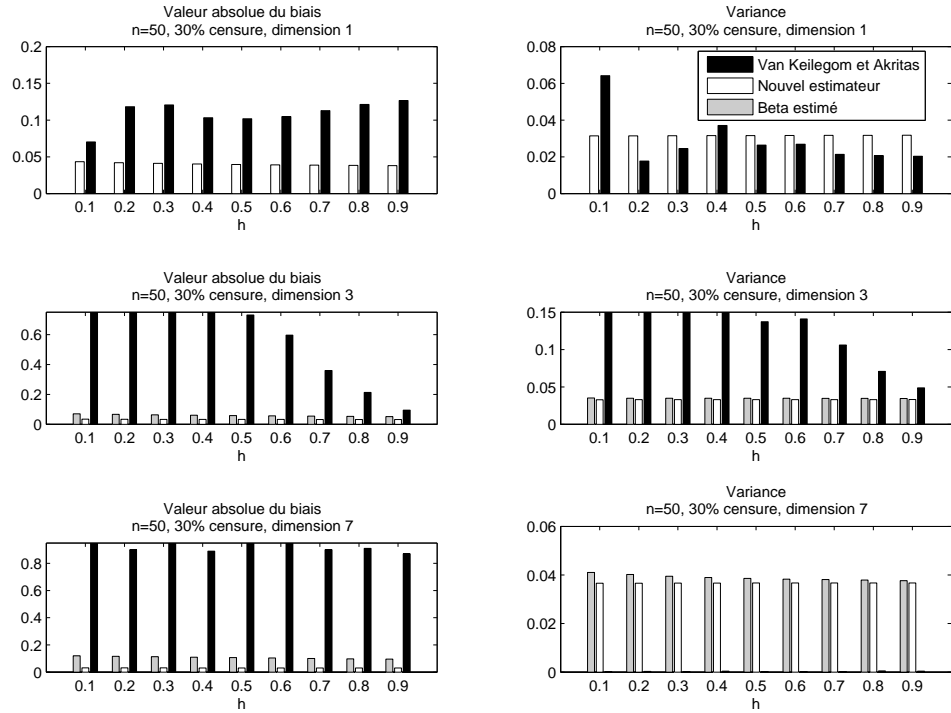 Valeur absolue du biais
n=50, 30% censure, dimension 1
0.2
0.15
0.1
0.05
0
0.1 0.2 0.3 0.4 0.5 0.6 0.7 0.8 0.9
h
Variance
n=50, 30% censure, dimension 1
0.08
0.06
0.04
0.02
0
Van Keilegom et Akritas
Nouvel estimateur
Beta estimé
0.1 0.2 0.3 0.4 0.5 0.6 0.7 0.8 0.9
h
Valeur absolue du biais
n=50, 30% censure, dimension 3
0.6
0.4
0.2
0
0.1 0.2 0.3 0.4 0.5 0.6 0.7 0.8 0.9
h
Variance
n=50, 30% censure, dimension 3
0.15
0.1
0.05
0
0.1 0.2 0.3 0.4 0.5 0.6 0.7 0.8 0.9
h
Valeur absolue du biais
n=50, 30% censure, dimension 7
0.8
0.6
0.4
0.2
0
0.1 0.2 0.3 0.4 0.5 0.6 0.7 0.8 0.9
h
Variance
n=50, 30% censure, dimension 7
0.06
0.04
0.02
0
0.1 0.2 0.3 0.4 0.5 0.6 0.7 0.8 0.9
h